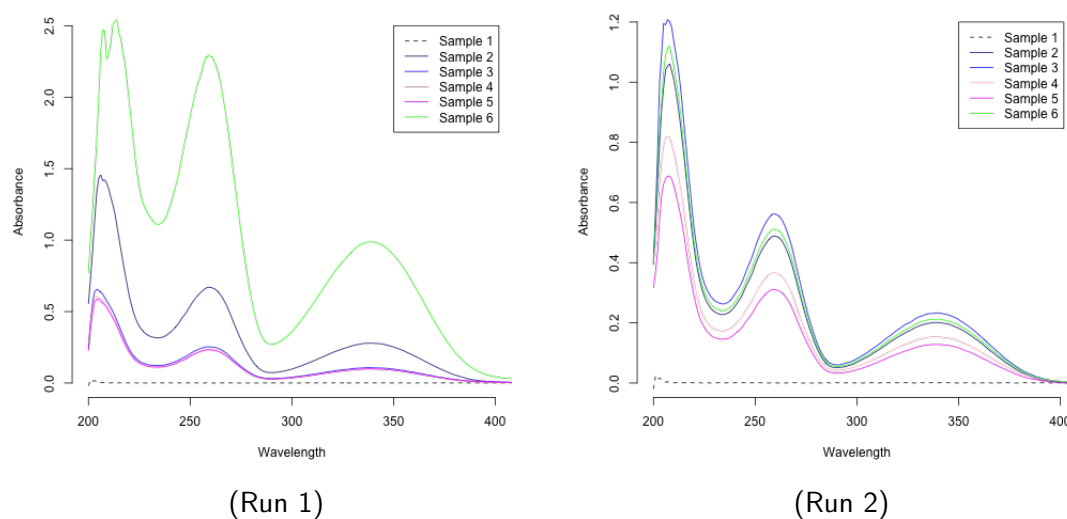 2.5
2.0
1.5
1.0
0.5
0.0
Absorbance
200
250
300
350
400
Wavelength
Sample 1
Sample 2
Sample 3
Sample 4
Sample 5
Sample 6
(Run 1)
1.2
1.0
0.8
0.6
0.4
0.2
0.0
Absorbance
200
250
300
350
400
Wavelength
Sample 1
Sample 2
Sample 3
Sample 4
Sample 5
Sample 6
(Run 2)